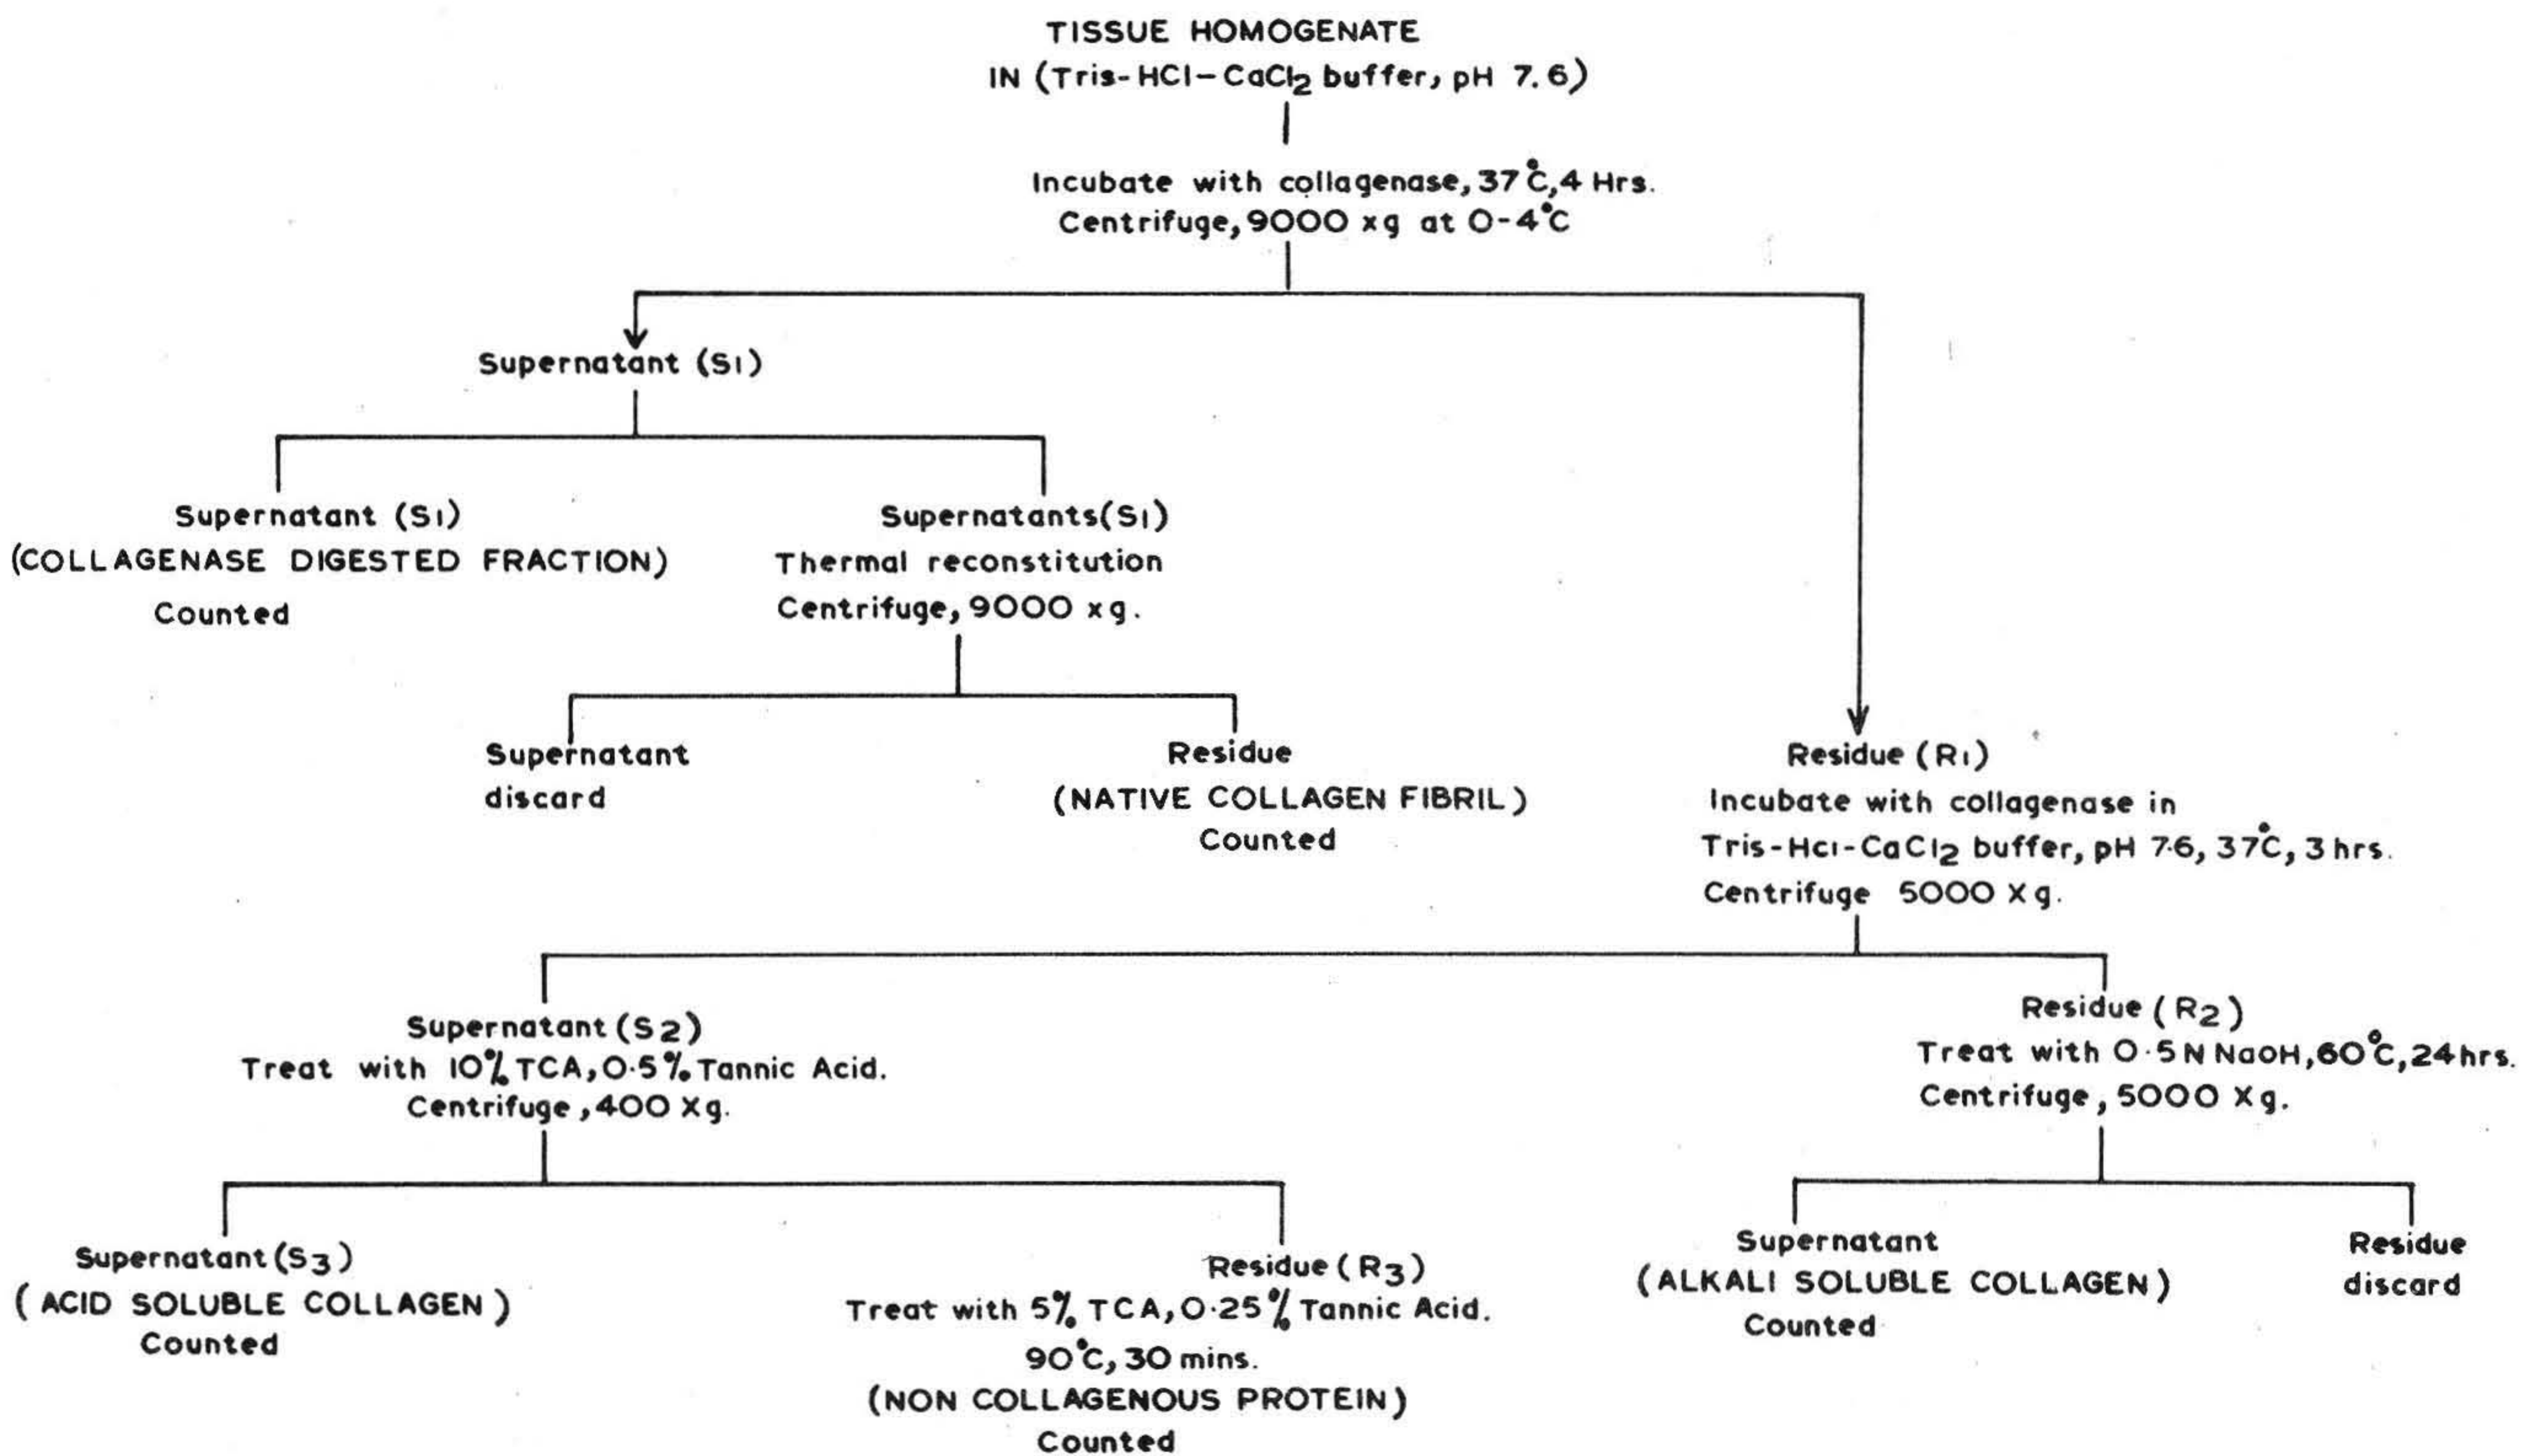 TISSUE HOMOGENATE
IN (Tris-HCl-CaCl2 buffer, pH 7.6)
Incubate with collagenase, 37°C, 4 Hrs.
Centrifuge, 9000 xg at 0-4°C
Supernatant (S1)
Supernatant (S1)
(COLLAGENASE DIGESTED FRACTION)
Counted
Supernatants(S1)
Thermal reconstitution
Centrifuge, 9000 xg.
Supernatant
discard
Residue
(NATIVE COLLAGEN FIBRIL)
Counted
Residue (R1)
Incubate with collagenase in
Tris-Hcl-CaCl2 buffer, pH 7.6, 37°C, 3 hrs.
Centrifuge 5000 Xg.
Supernatant (S2)
Treat with 10% TCA, 0.5% Tannic Acid.
Centrifuge, 400 Xg.
Residue (R2)
Treat with 0.5N NaOH, 60°C, 24hrs.
Centrifuge, 5000 Xg.
Supernatant (S3)
(ACID SOLUBLE COLLAGEN)
Counted
Residue (R3)
Treat with 5% TCA, 0.25% Tannic Acid.
90°C, 30 mins.
(NON COLLAGENOUS PROTEIN)
Counted
Supernatant
(ALKALI SOLUBLE COLLAGEN)
Counted
Residue
discard